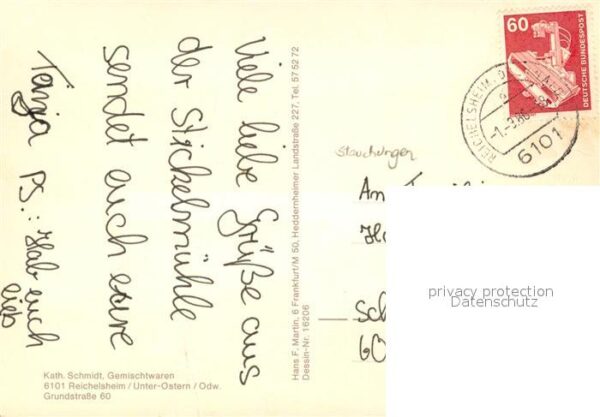 Viele liebe Grüße aus
der Stickelmühle
sendet euch eure
Tanja PS.: Hab euch
lieb
Kath. Schmidt, Gemischtwaren
6101 Reichelsheim / Unter-Ostern / Odw.
Grundstraße 60
Hans F. Martin, 6 Frankfurt/M 50, Heddernheimer Landstraße 227, Tel. 57 52 72
Dessin-Nr. 16206
60
DEUTSCHE BUNDESPOST
REICHELSHEIM
6101
Stauchungen
An
Sch
60
privacy protection
Datenschutz